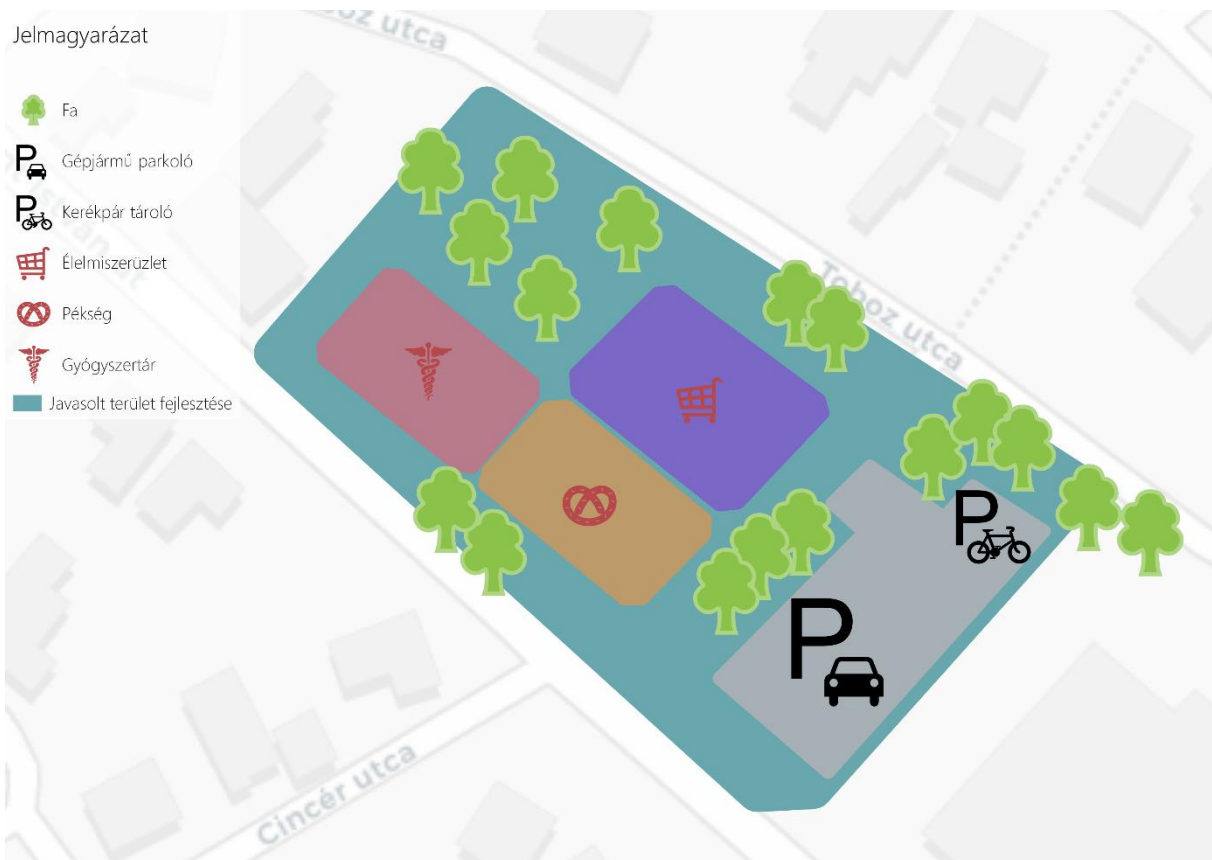 Jelmagyarázat
Fa
Gépjármű parkoló
Kerékpár tároló
Élelmiszerüzlet
Pékség
Gyógyszertár
Javasolt terület fejlesztése
utca
Toboz utca
Cincér utca
P
P
P
P